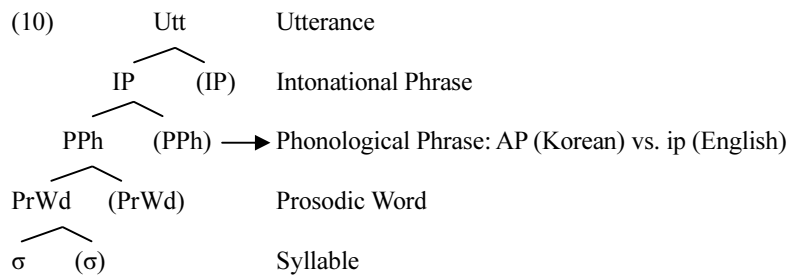 (10) Utt Utterance
IP (IP) Intonational Phrase
PPh (PPh) Phonological Phrase: AP (Korean) vs. ip (English)
PrWd (PrWd) Prosodic Word
σ (σ) Syllable